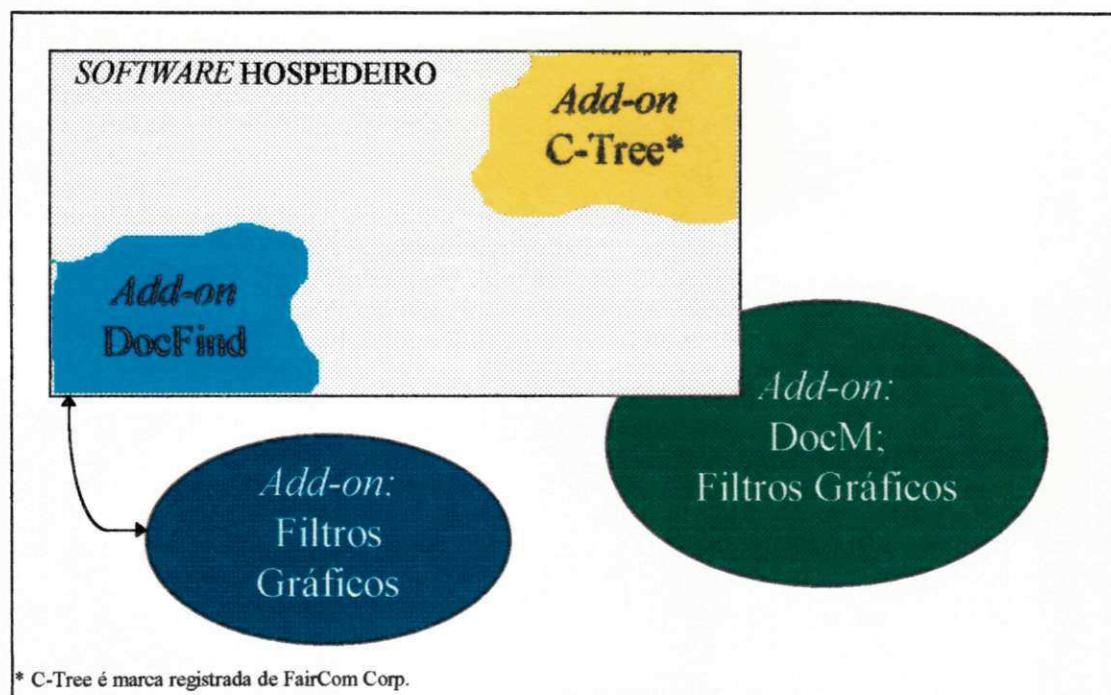 SOFTWARE HOSPEDEIRO
Add-on
C-Tree*
Add-on
DocFind
Add-on:
DocM;
Filtros Gráficos
Add-on:
Filtros
Gráficos
* C-Tree é marca registrada de FairCom Corp.